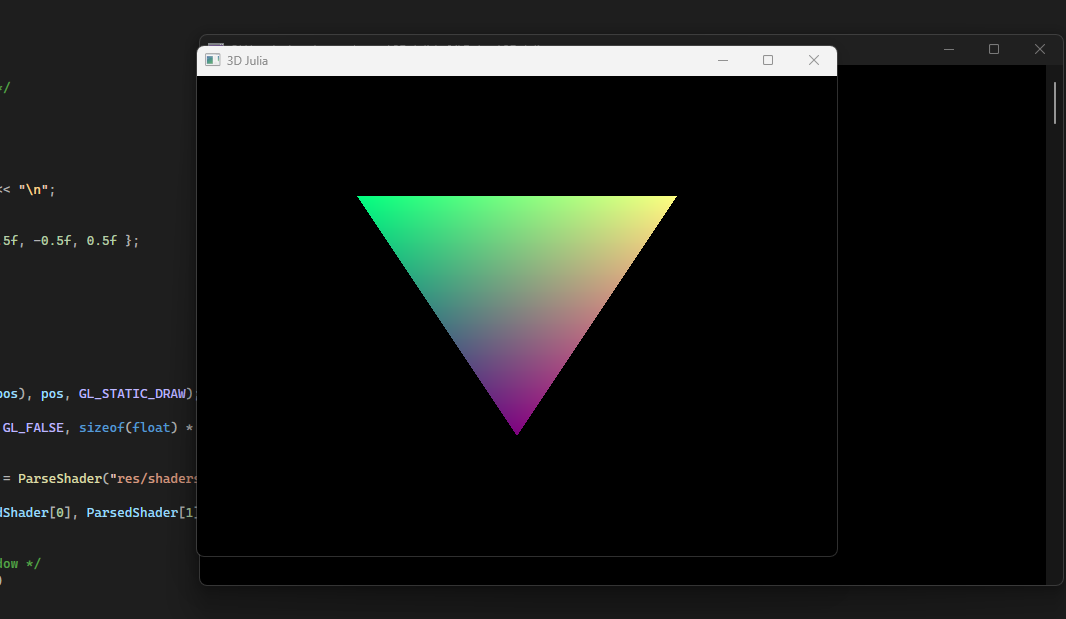 3D Julia
*/
<< "\n";
5f, -0.5f, 0.5f };
pos), pos, GL_STATIC_DRAW);
GL_FALSE, sizeof(float) *
= ParseShader("res/shaders
dShader[0], ParsedShader[1]
dow */
)